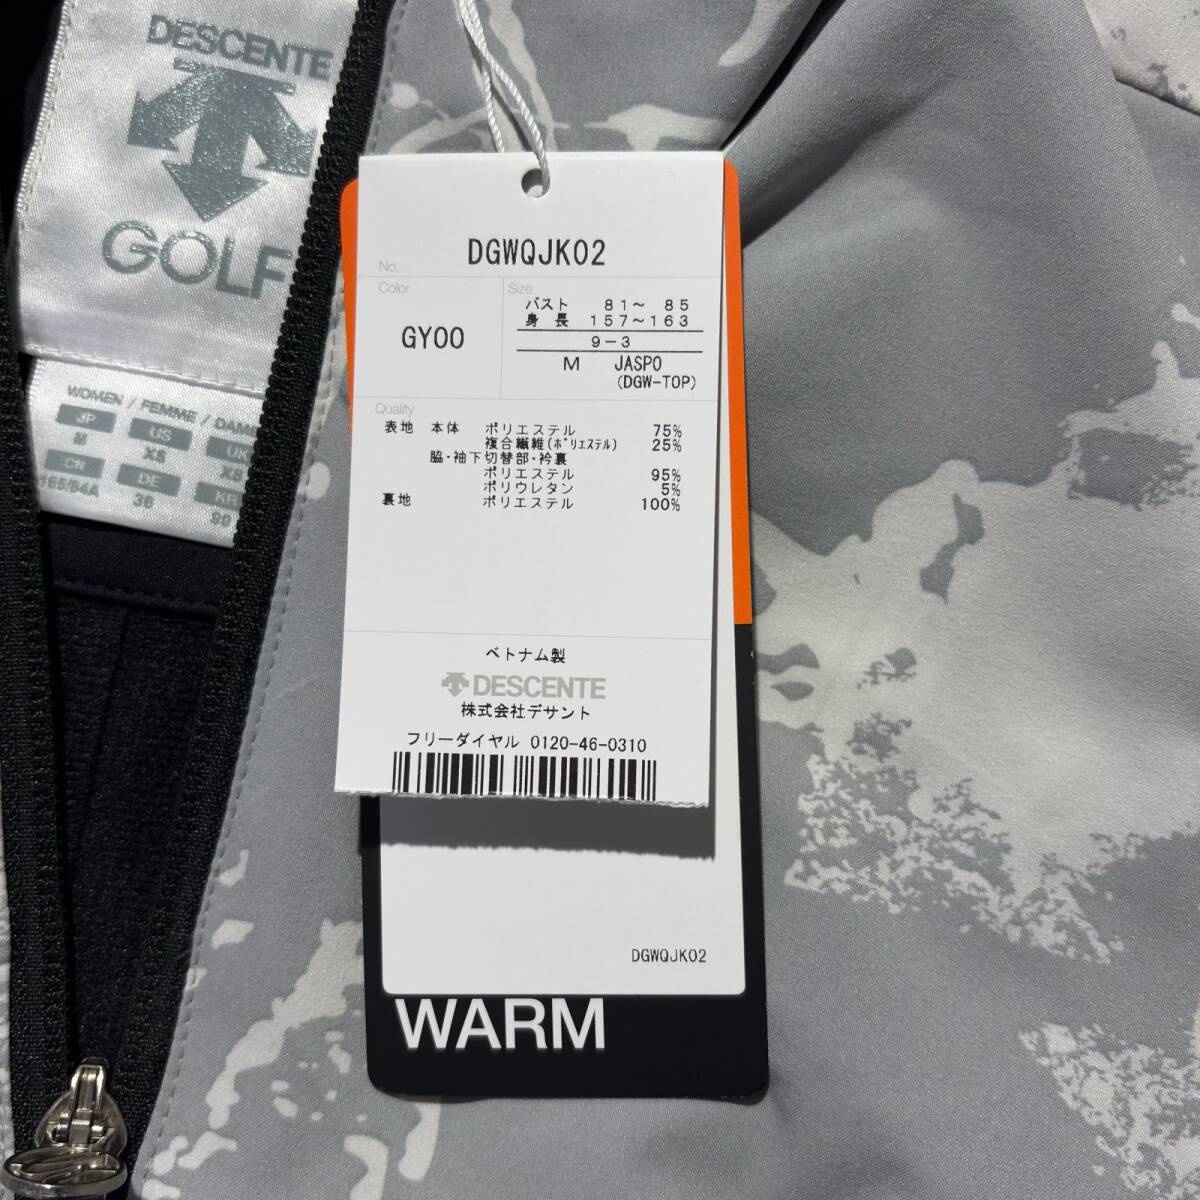 DESCENTE
GOLF
WOMEN / FEMME / DAME
JP
US
UK
M
XS
XS
CN
DE
KR
165/84A
36
90
No.
DGWQJK02
Color
GY00
Size
バスト 81～ 85
身長 157～163
9-3
M JASPO
(DGW-TOP)
Quality
表地 本体 ポリエステル 75%
複合繊維(ﾎﾟﾘｴｽﾃﾙ) 25%
脇・袖下切替部・衿裏
ポリエステル 95%
ポリウレタン 5%
裏地 ポリエステル 100%
ベトナム製
DESCENTE
株式会社デサント
フリーダイヤル 0120-46-0310
DGWQJK02
WARM